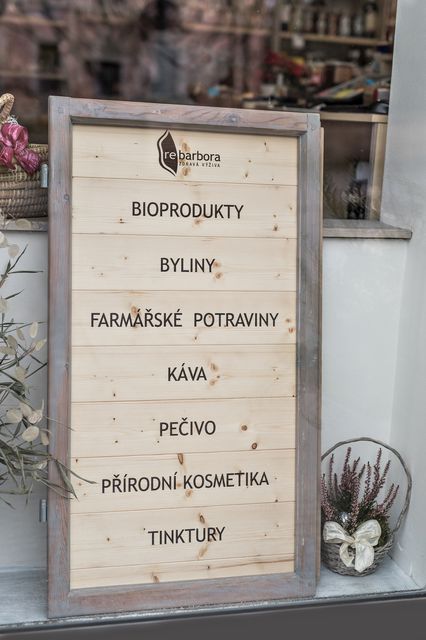 rebarbora
ZDRAVÁ VÝŽIVA
BIOPRODUKTY
BYLINY
FARMÁŘSKÉ POTRAVINY
KÁVA
PEČIVO
PŘÍRODNÍ KOSMETIKA
TINKTURY